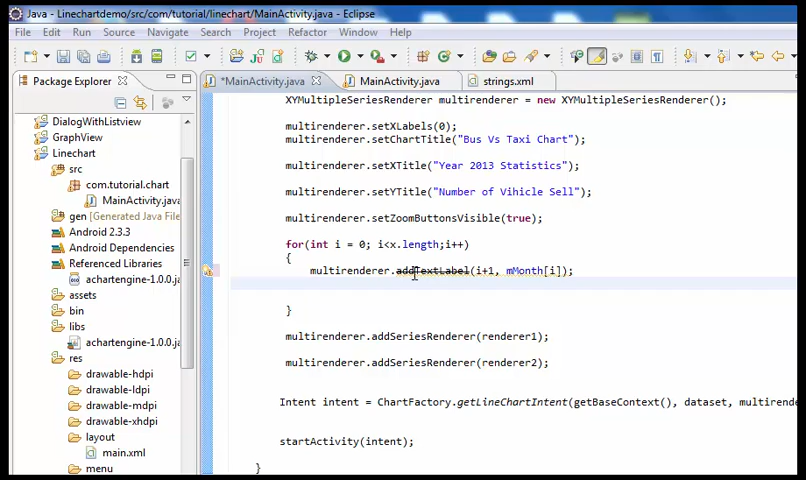 Java - Linechartdemo/src/com/tutorial/linechart/MainActivity.java - Eclipse
File Edit Source Refactor Navigate Search Project Refactor Run Window Help
Package Explorer
*MainActivity.java MainActivity.java strings.xml
DialogWithListview
GraphView
Linechart
src
com.tutorial.chart
MainActivity.ja
gen [Generated Java Fil
Android 2.3.3
Android Dependencies
Referenced Libraries
achartengine-1.0.0.ja
assets
bin
libs
achartengine-1.0.0.ja
res
drawable-hdpi
drawable-ldpi
drawable-mdpi
drawable-xhdpi
layout
main.xml
menu
XYMultipleSeriesRenderer multirenderer = new XYMultipleSeriesRenderer();
multirenderer.setXLabels(0);
multirenderer.setChartTitle("Bus Vs Taxi Chart");
multirenderer.setXTitle("Year 2013 Statistics");
multirenderer.setYTitle("Number of Vihicle Sell");
multirenderer.setZoomButtonsVisible(true);
for(int i = 0; i<x.length;i++)
{
multirenderer.addTextLabel(i+1, mMonth[i]);
}
multirenderer.addSeriesRenderer(renderer1);
multirenderer.addSeriesRenderer(renderer2);
Intent intent = ChartFactory.getLineChartIntent(getBaseContext(), dataset, multirende
startActivity(intent);
}